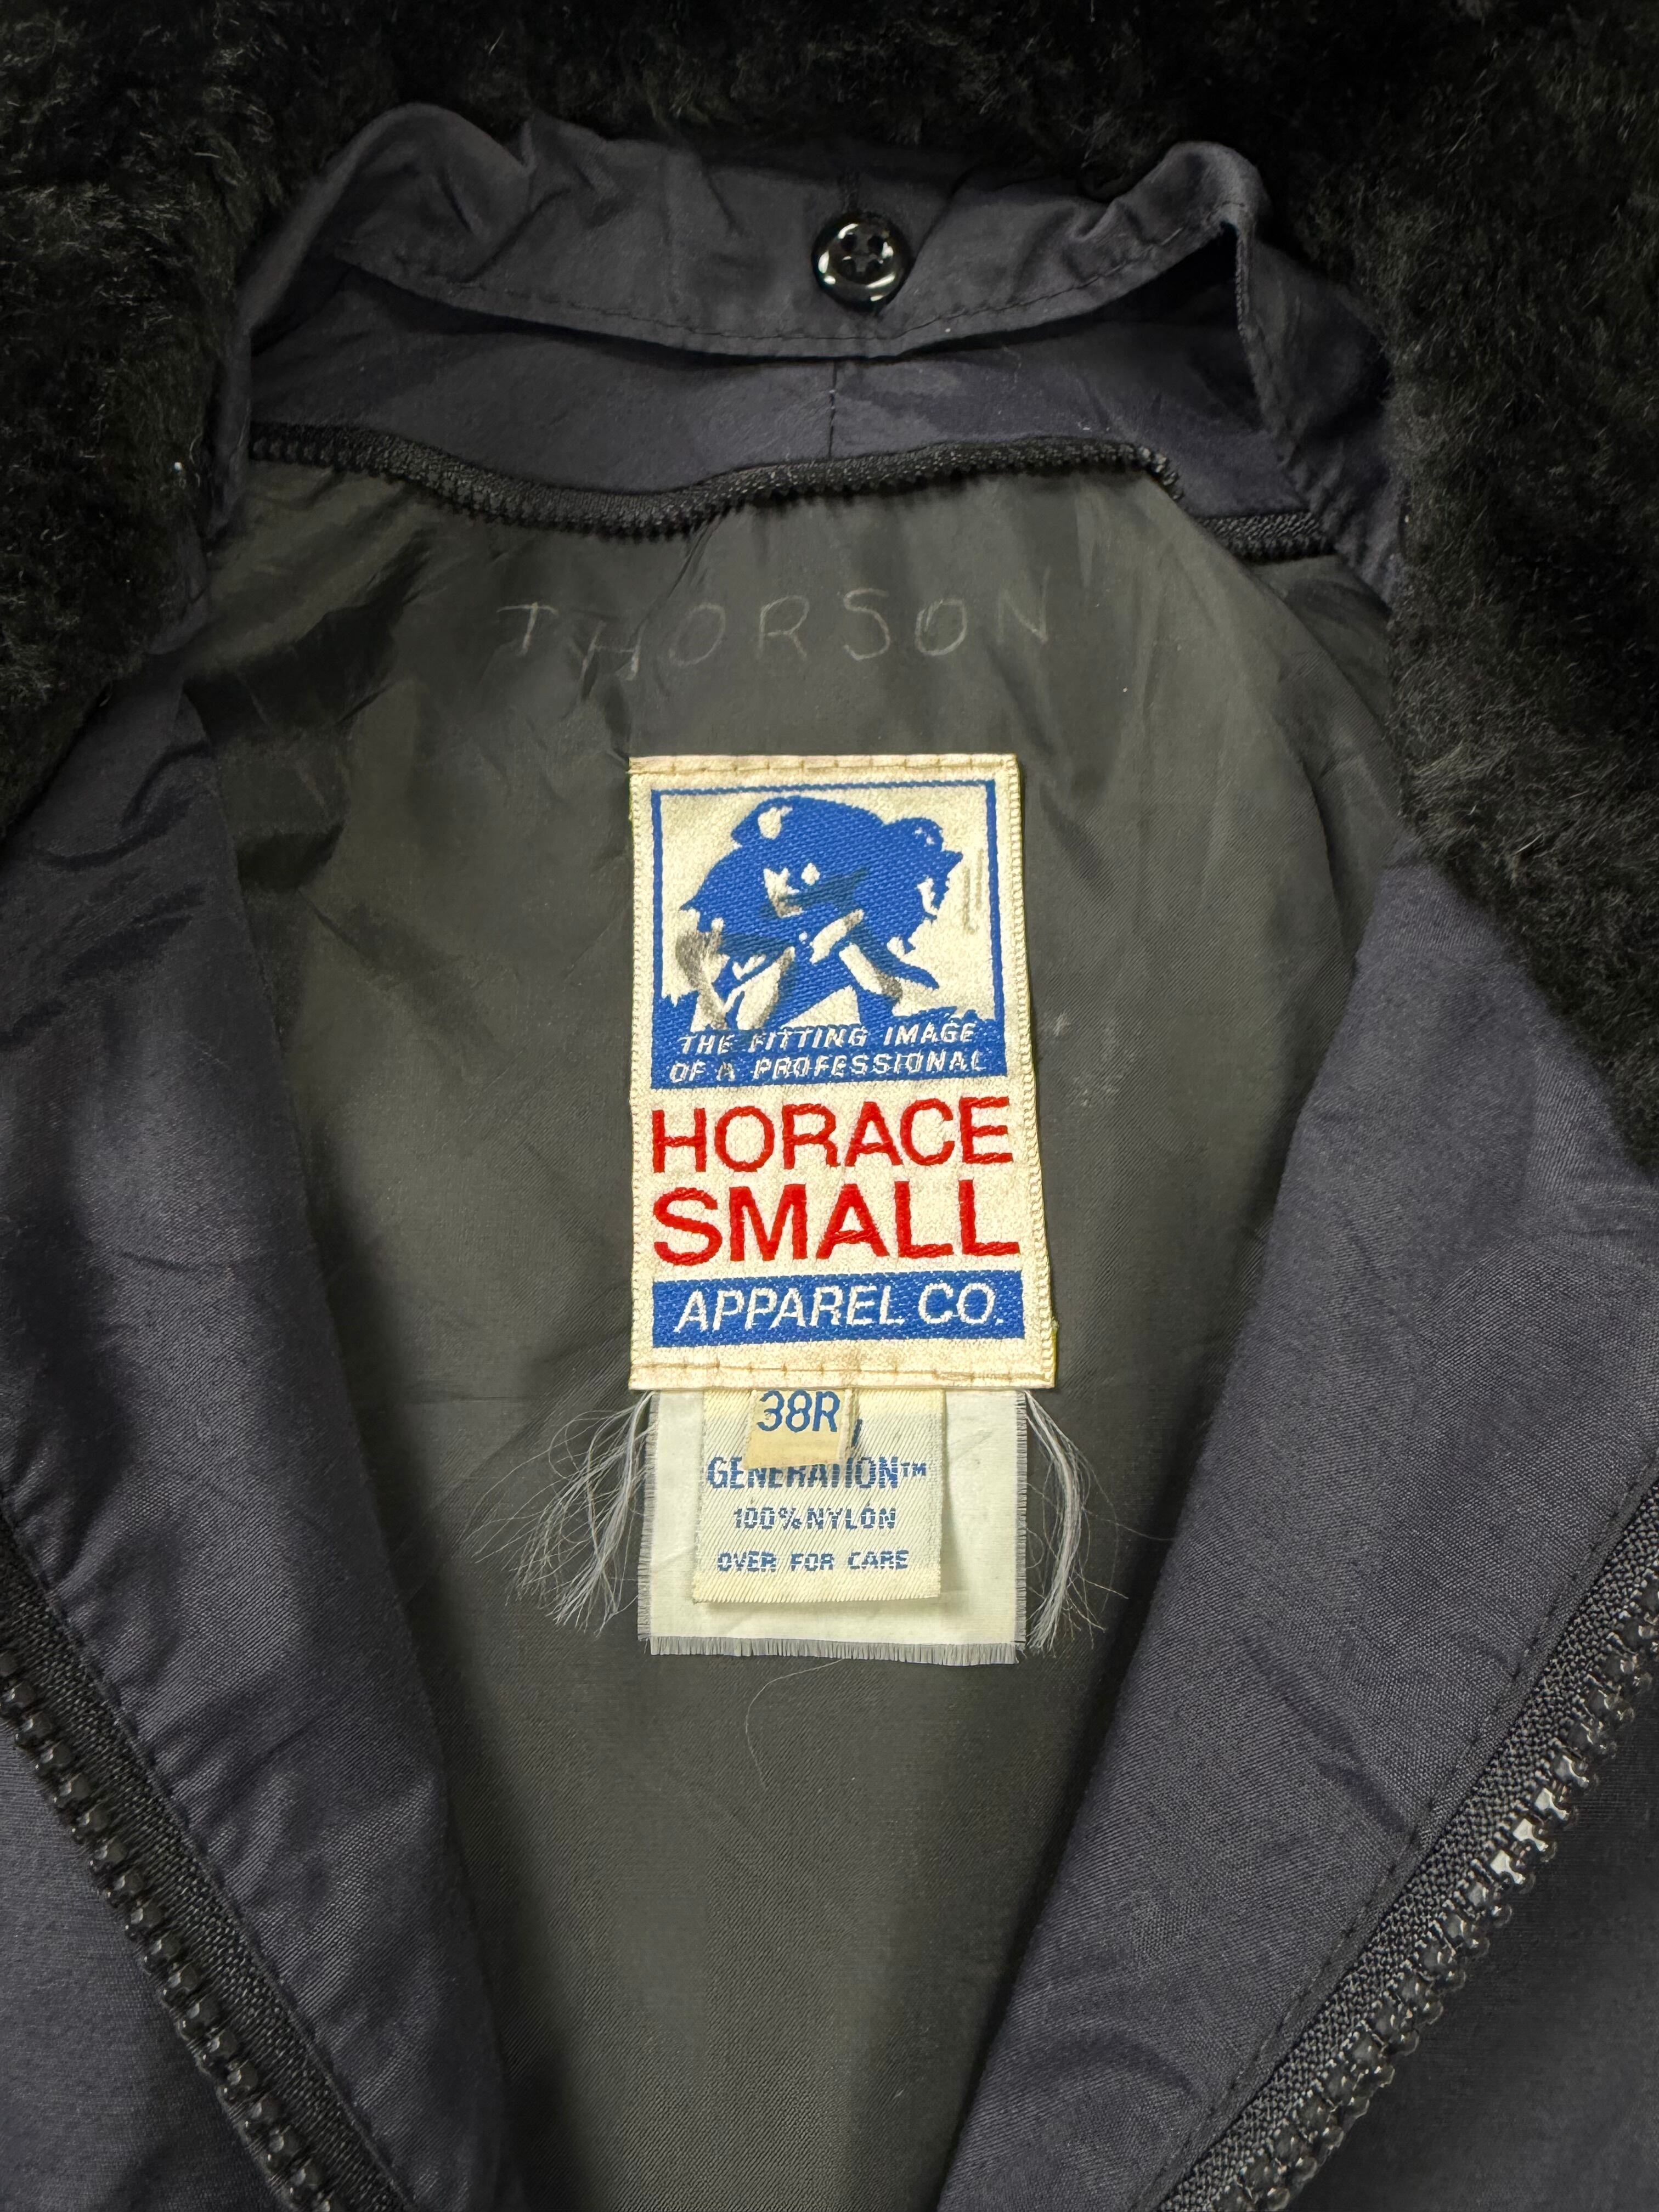 THORSON
THE FITTING IMAGE
OF A PROFESSIONAL
HORACE
SMALL
APPAREL CO.
38R
GENERATION™
100% NYLON
OVER FOR CARE